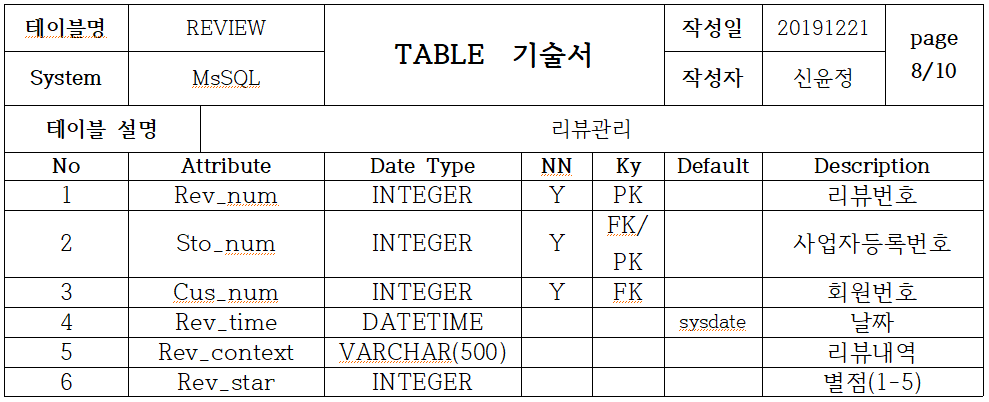 테이블명 REVIEW TABLE 기술서 작성일 20191221 page 8/10
System MsSQL 작성자 신윤정
테이블 설명 리뷰관리
No Attribute Date Type NN Ky Default Description
1 Rev_num INTEGER Y PK 리뷰번호
2 Sto_num INTEGER Y FK/PK 사업자등록번호
3 Cus_num INTEGER Y FK 회원번호
4 Rev_time DATETIME sysdate 날짜
5 Rev_context VARCHAR(500) 리뷰내역
6 Rev_star INTEGER 별점(1-5)